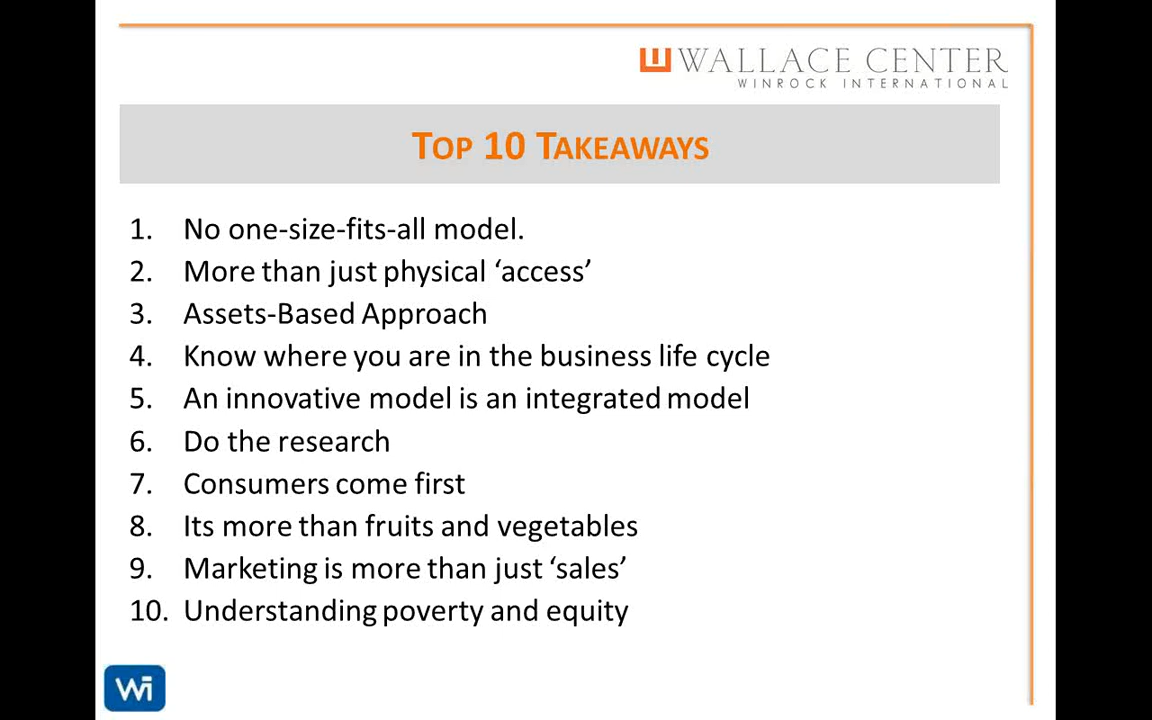 WALLACE CENTER
WINROCK INTERNATIONAL
TOP 10 TAKEAWAYS
1. No one-size-fits-all model.
2. More than just physical ‘access’
3. Assets-Based Approach
4. Know where you are in the business life cycle
5. An innovative model is an integrated model
6. Do the research
7. Consumers come first
8. Its more than fruits and vegetables
9. Marketing is more than just ‘sales’
10. Understanding poverty and equity
Wi